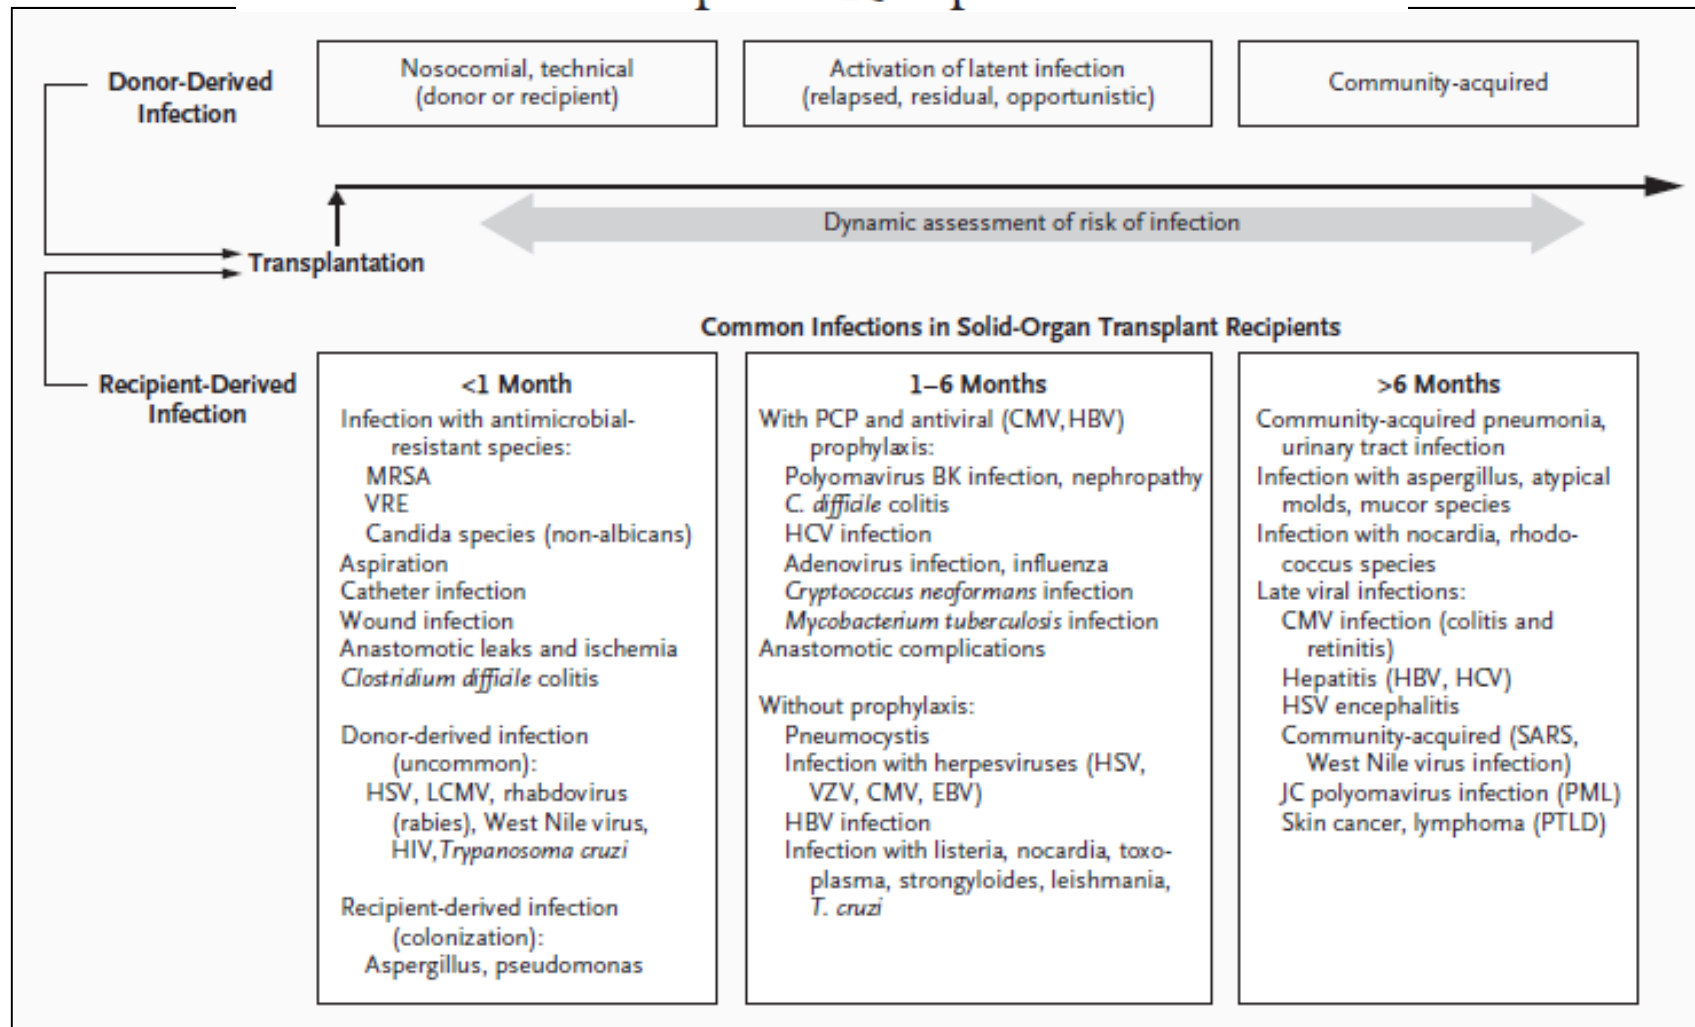 Donor-Derived
Infection
Nosocomial, technical
(donor or recipient)
Activation of latent infection
(relapsed, residual, opportunistic)
Community-acquired
Dynamic assessment of risk of infection
Transplantation
Common Infections in Solid-Organ Transplant Recipients
Recipient-Derived
Infection
<1 Month
Infection with antimicrobial-
resistant species:
MRSA
VRE
Candida species (non-albicans)
Aspiration
Catheter infection
Wound infection
Anastomotic leaks and ischemia
Clostridium difficile colitis
Donor-derived infection
(uncommon):
HSV, LCMV, rhabdovirus
(rabies), West Nile virus,
HIV, Trypanosoma cruzi
Recipient-derived infection
(colonization):
Aspergillus, pseudomonas
1–6 Months
With PCP and antiviral (CMV, HBV)
prophylaxis:
Polyomavirus BK infection, nephropathy
C. difficile colitis
HCV infection
Adenovirus infection, influenza
Cryptococcus neoformans infection
Mycobacterium tuberculosis infection
Anastomotic complications
Without prophylaxis:
Pneumocystis
Infection with herpesviruses (HSV,
VZV, CMV, EBV)
HBV infection
Infection with listeria, nocardia, toxo-
plasma, strongyloides, leishmania,
T. cruzi
>6 Months
Community-acquired pneumonia,
urinary tract infection
Infection with aspergillus, atypical
molds, mucor species
Infection with nocardia, rhodo-
coccus species
Late viral infections:
CMV infection (colitis and
retinitis)
Hepatitis (HBV, HCV)
HSV encephalitis
Community-acquired (SARS,
West Nile virus infection)
JC polyomavirus infection (PML)
Skin cancer, lymphoma (PTLD)